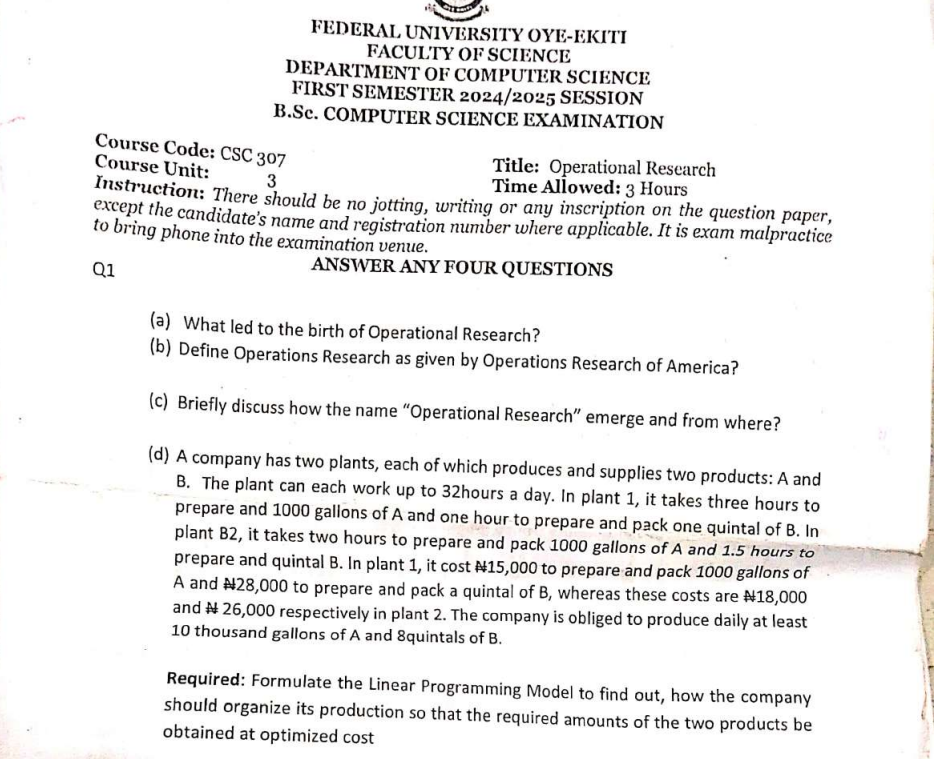 FEDERAL UNIVERSITY OYE-EKITI
FACULTY OF SCIENCE
DEPARTMENT OF COMPUTER SCIENCE
FIRST SEMESTER 2024/2025 SESSION
B.Sc. COMPUTER SCIENCE EXAMINATION
Course Code: CSC 307
Title: Operational Research
Course Unit: 3
Time Allowed: 3 Hours
Instruction: There should be no jotting, writing or any inscription on the question paper,
except the candidate's name and registration number where applicable. It is exam malpractice
to bring phone into the examination venue.
ANSWER ANY FOUR QUESTIONS
Q1
(a) What led to the birth of Operational Research?
(b) Define Operations Research as given by Operations Research of America?
(c) Briefly discuss how the name "Operational Research" emerge and from where?
(d) A company has two plants, each of which produces and supplies two products: A and
B. The plant can each work up to 32hours a day. In plant 1, it takes three hours to
prepare and 1000 gallons of A and one hour to prepare and pack one quintal of B. In
plant B2, it takes two hours to prepare and pack 1000 gallons of A and 1.5 hours to
prepare and quintal B. In plant 1, it cost ₦15,000 to prepare and pack 1000 gallons of
A and ₦28,000 to prepare and pack a quintal of B, whereas these costs are ₦18,000
and ₦ 26,000 respectively in plant 2. The company is obliged to produce daily at least
10 thousand gallons of A and 8quintals of B.
Required: Formulate the Linear Programming Model to find out, how the company
should organize its production so that the required amounts of the two products be
obtained at optimized cost